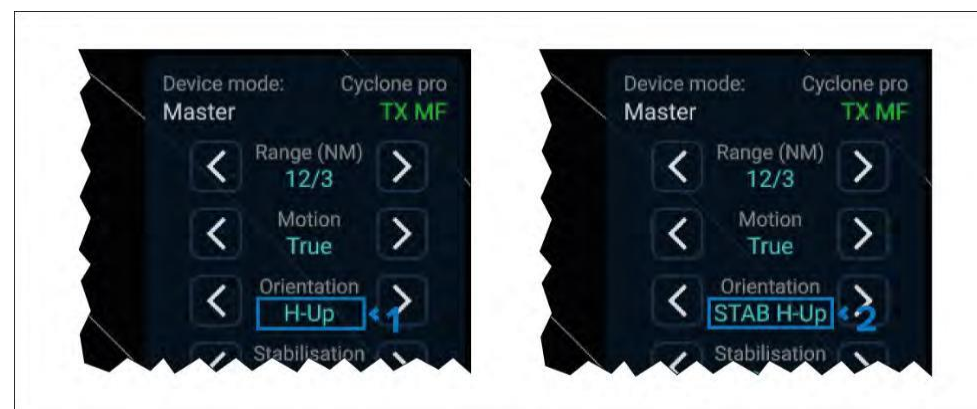 Device mode: Cyclone pro
Master TX MF
Range (NM)
12/3
Motion
True
Orientation
H-Up
1
Stabilisation
Device mode: Cyclone pro
Master TX MF
Range (NM)
12/3
Motion
True
Orientation
STAB H-Up
2
Stabilisation